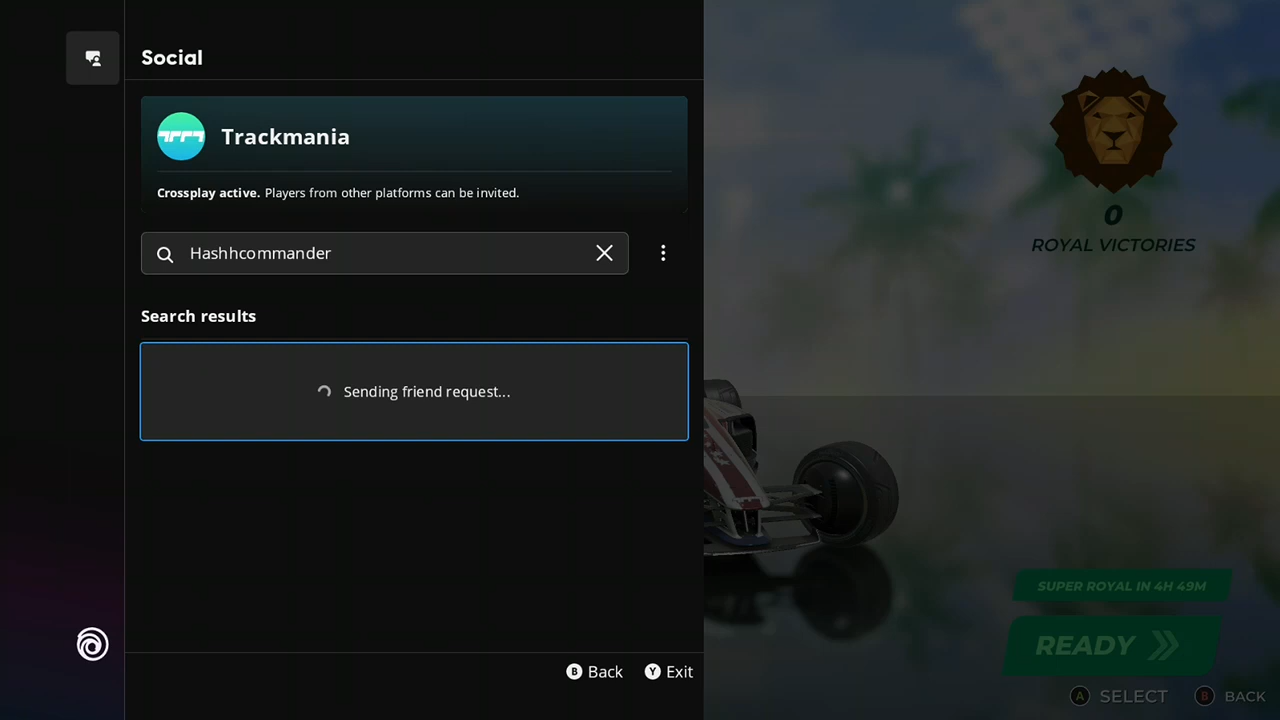 Social
Trackmania
Crossplay active. Players from other platforms can be invited.
Hashhcommander
Search results
Sending friend request...
B Back Y Exit
0
ROYAL VICTORIES
SUPER ROYAL IN 4H 49M
READY
A SELECT B BACK